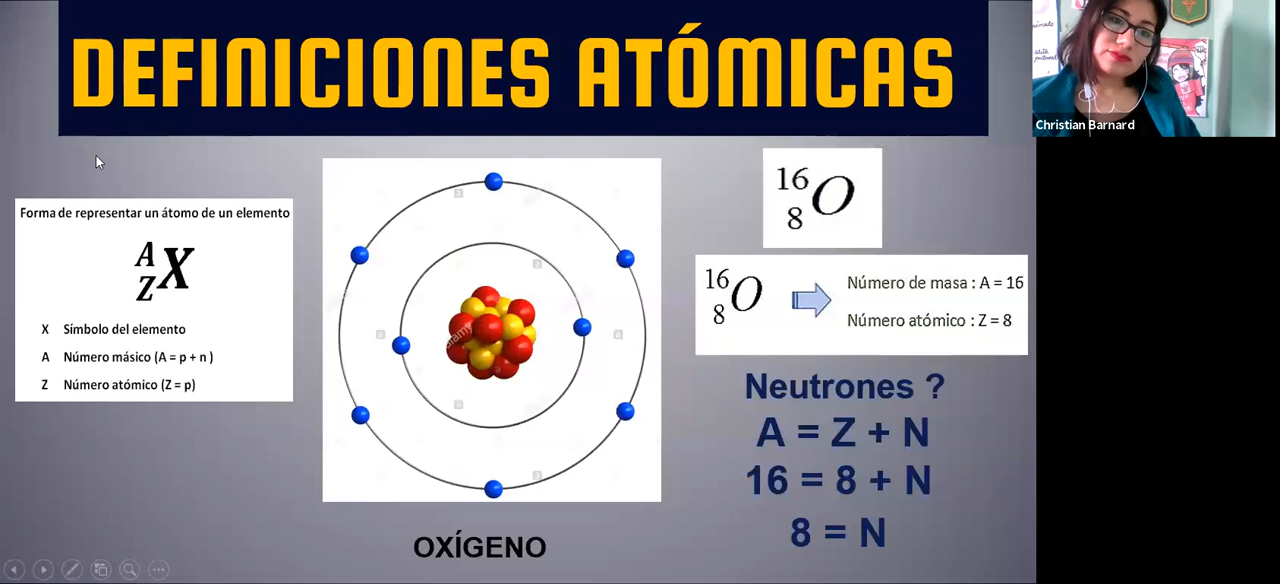 DEFINICIONES ATÓMICAS
Christian Barnard
Forma de representar un átomo de un elemento
A
Z X
X Símbolo del elemento
A Número másico (A = p + n )
Z Número atómico (Z = p)
alamy
a
a
a
a
a
a
a
OXÍGENO
16
8 O
16
8 O
Número de masa : A = 16
Número atómico : Z = 8
Neutrones ?
A = Z + N
16 = 8 + N
8 = N